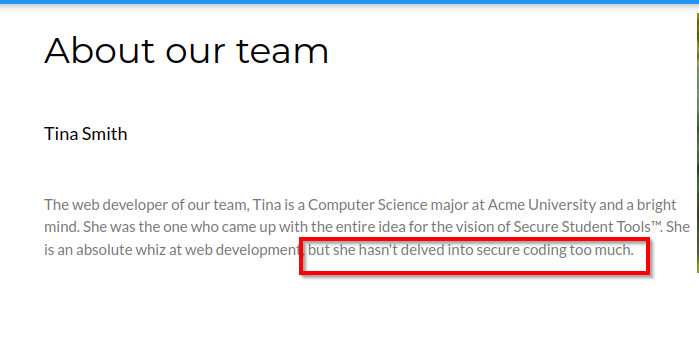 About our team
Tina Smith
The web developer of our team, Tina is a Computer Science major at Acme University and a bright
mind. She was the one who came up with the entire idea for the vision of Secure Student Tools™. She
is an absolute whiz at web development, but she hasn't delved into secure coding too much.